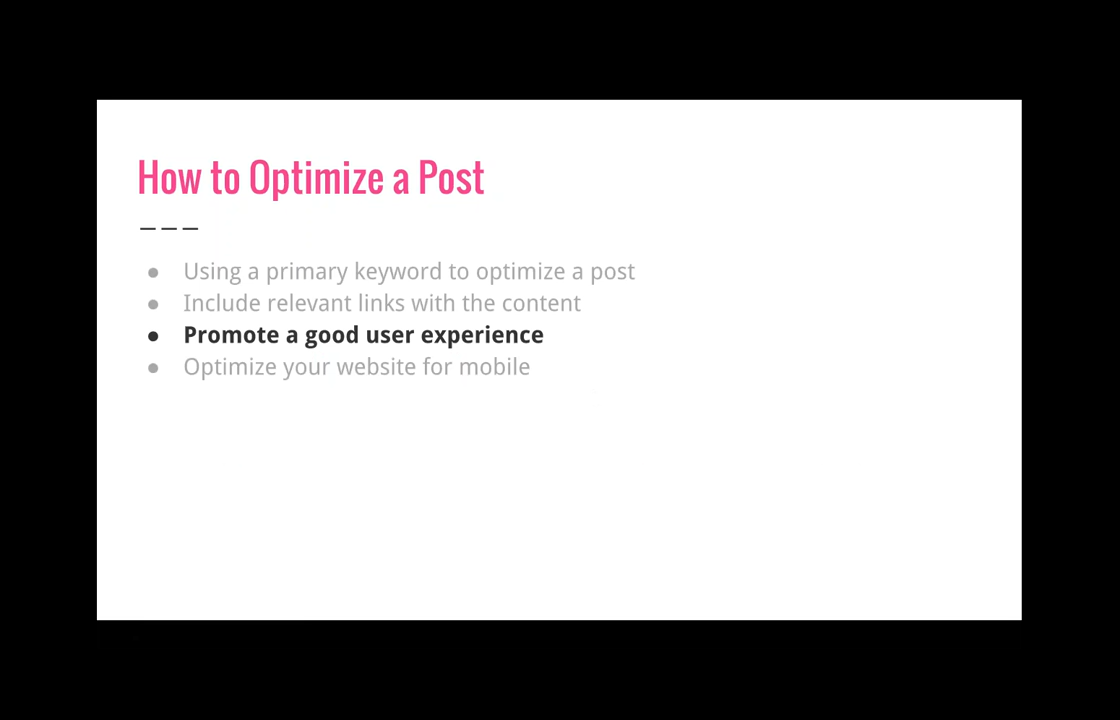 How to Optimize a Post
● Using a primary keyword to optimize a post
● Include relevant links with the content
● Promote a good user experience
● Optimize your website for mobile